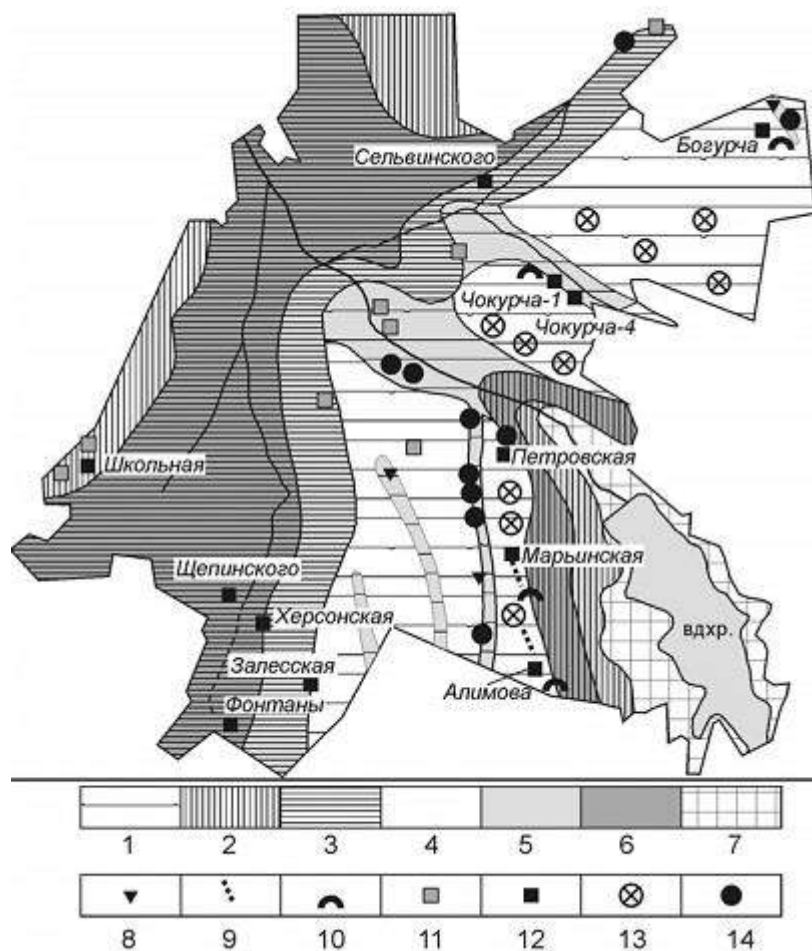 Сельвинского
Богурча
Чокурча-1
Чокурча-4
Школьная
Петровская
Марьинская
Щепинского
Херсонская
вдхр.
Залесская
Алимова
Фонтаны
1 2 3 4 5 6 7
8 9 10 11 12 13 14